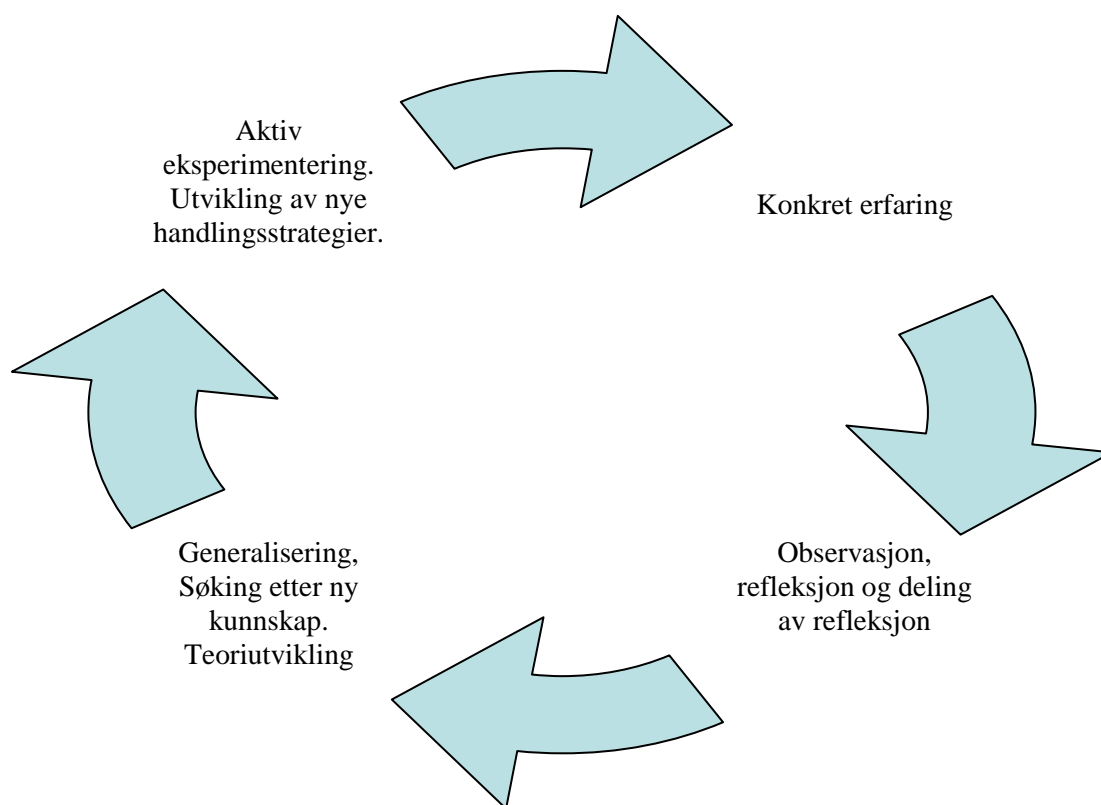 Aktiv
eksperimentering.
Utvikling av nye
handlingsstrategier.
Konkret erfaring
Observasjon,
refleksjon og deling
av refleksjon
Generalisering,
Søking etter ny
kunnskap.
Teoriutvikling